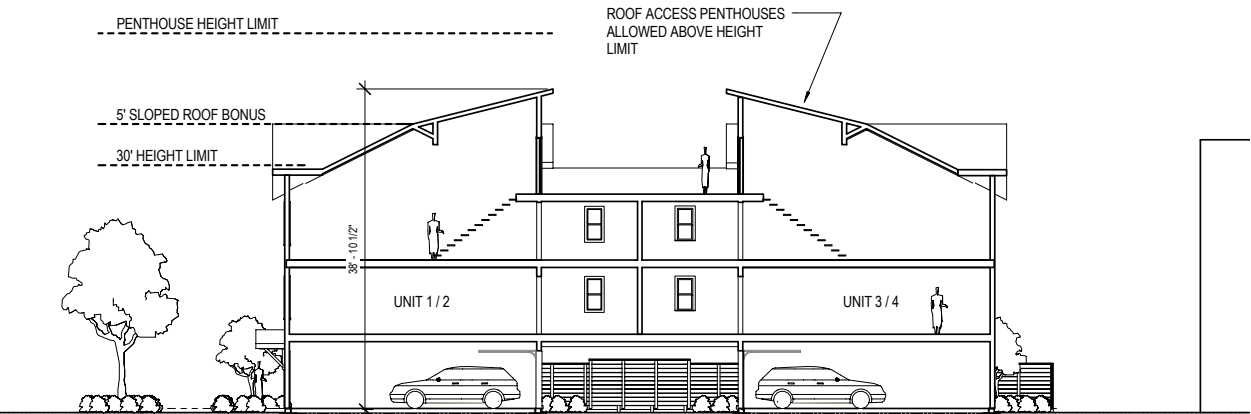 PENTHOUSE HEIGHT LIMIT
ROOF ACCESS PENTHOUSES
ALLOWED ABOVE HEIGHT
LIMIT
5' SLOPED ROOF BONUS
30' HEIGHT LIMIT
38' - 10 1/2"
UNIT 1 / 2
UNIT 3 / 4